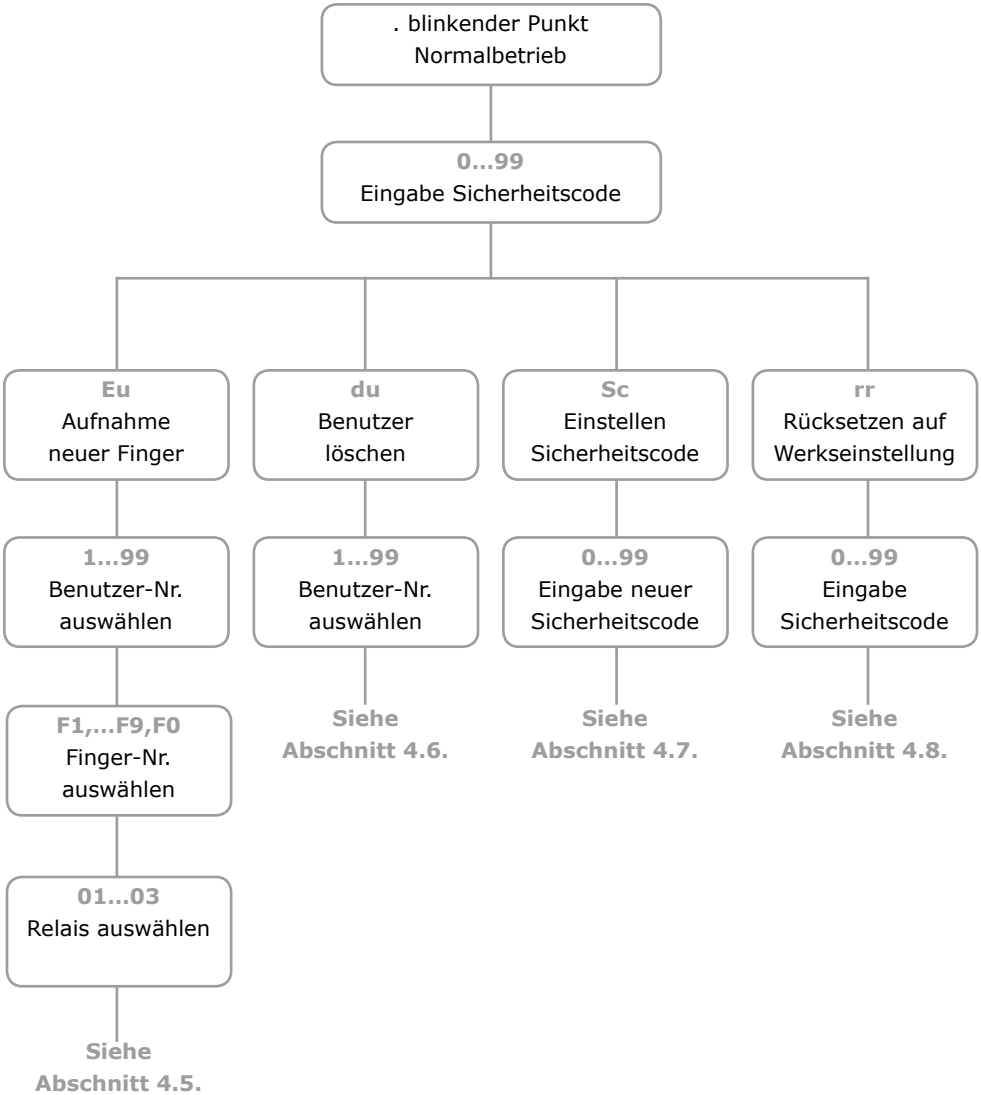 . blinkender Punkt
Normalbetrieb
0...99
Eingabe Sicherheitscode
Eu
Aufnahme
neuer Finger
du
Benutzer
löschen
Sc
Einstellen
Sicherheitscode
rr
Rücksetzen auf
Werkseinstellung
1...99
Benutzer-Nr.
auswählen
1...99
Benutzer-Nr.
auswählen
0...99
Eingabe neuer
Sicherheitscode
0...99
Eingabe
Sicherheitscode
F1,...F9,F0
Finger-Nr.
auswählen
Siehe
Abschnitt 4.6.
Siehe
Abschnitt 4.7.
Siehe
Abschnitt 4.8.
01...03
Relais auswählen
Siehe
Abschnitt 4.5.